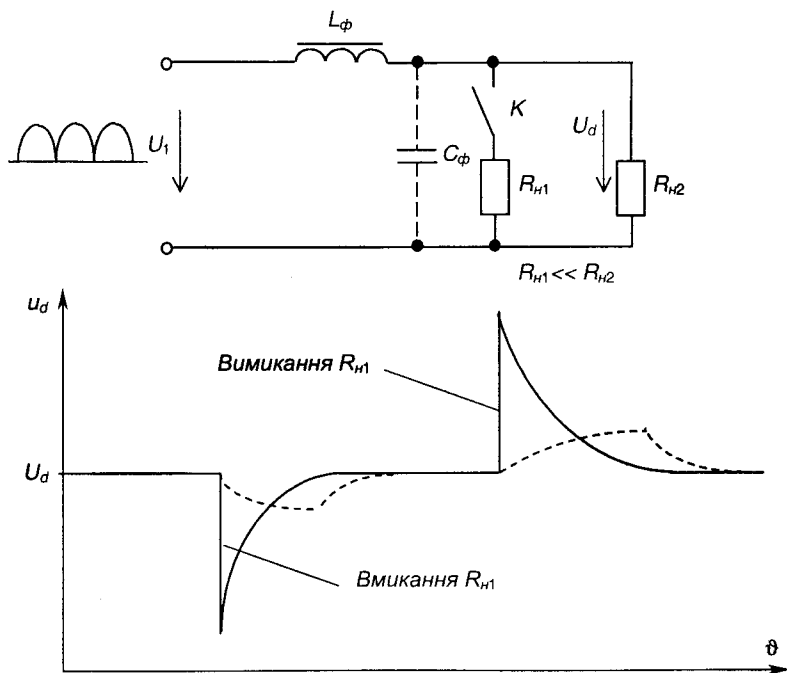 Lф
K
U1
Ud
Cф
Rн1
Rн2
Rн1 << Rн2
ud
Вимикання Rн1
Ud
Вмикання Rн1
ϑ